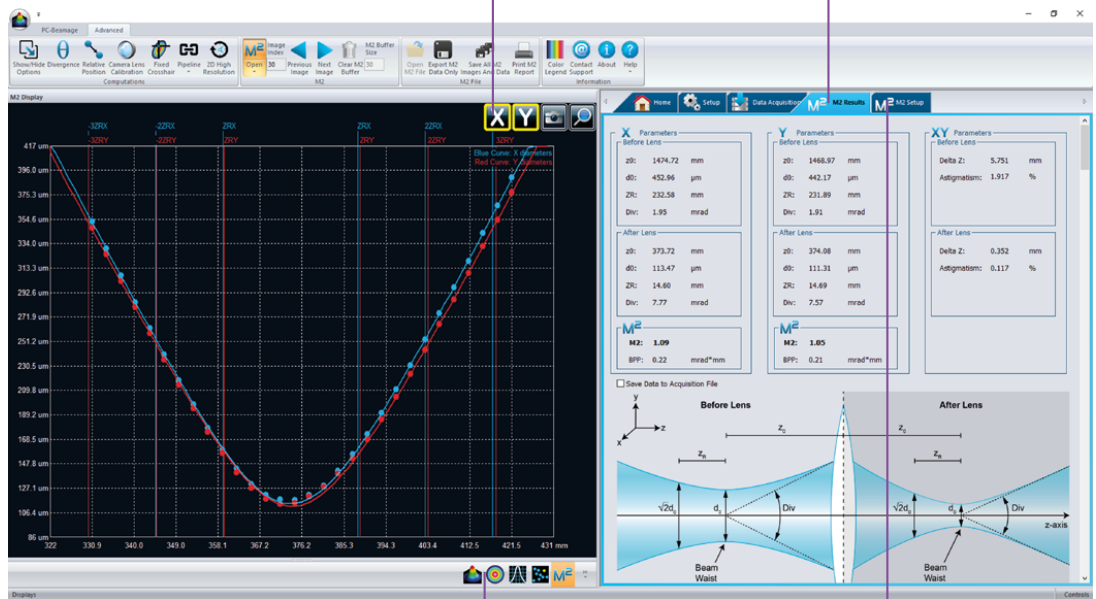 PC-Beamage Advanced
Show/Hide Options
Divergence
Relative Position
Camera Lens Calibration
Fixed Crosshair
Pipeline
2D High Resolution
Computations
M2
Open
Image Index
30
Previous Image
Next Image
Clear M2 Buffer
M2 Buffer Size
30
M2
Open M2 File
Export M2 Data Only
Save All M2 Images And Data
Print M2 Report
M2 File
Color Legend
Contact Support
About
Help
Information
M2 Display
Home
Setup
Data Acquisition
M2 M2 Results
M2 M2 Setup
X Y
-3ZRX -2ZRX ZRX ZRX 2ZRX
-3ZRY -2ZRY ZRY ZRY 2ZRY 3ZRY
Blue Curve: X diameters
Red Curve: Y diameters
417 um
396.0 um
375.3 um
354.6 um
334.0 um
313.3 um
292.6 um
271.9 um
251.2 um
230.5 um
209.8 um
189.2 um
168.5 um
147.8 um
127.1 um
106.4 um
86 um
322 330.9 340.0 349.0 358.1 367.2 376.2 385.3 394.3 403.4 412.5 421.5 431 mm
M2
Displays
X Parameters
Before Lens
z0: 1474.72 mm
d0: 452.96 µm
ZR: 232.58 mm
Div: 1.95 mrad
After Lens
z0: 373.72 mm
d0: 113.47 µm
ZR: 14.60 mm
Div: 7.77 mrad
M2
M2: 1.09
BPP: 0.22 mrad*mm
Y Parameters
Before Lens
z0: 1468.97 mm
d0: 442.17 µm
ZR: 231.89 mm
Div: 1.91 mrad
After Lens
z0: 374.08 mm
d0: 111.31 µm
ZR: 14.69 mm
Div: 7.57 mrad
M2
M2: 1.05
BPP: 0.21 mrad*mm
XY Parameters
Before Lens
Delta Z: 5.751 mm
Astigmatism: 1.917 %
After Lens
Delta Z: 0.352 mm
Astigmatism: 0.117 %
Save Data to Acquisition File
Before Lens After Lens
y
z
x
z₀ z₀
zR zR
√2d₀ d₀ Div √2d₀ d₀ Div
z-axis
Beam Waist
Beam Waist
Controls